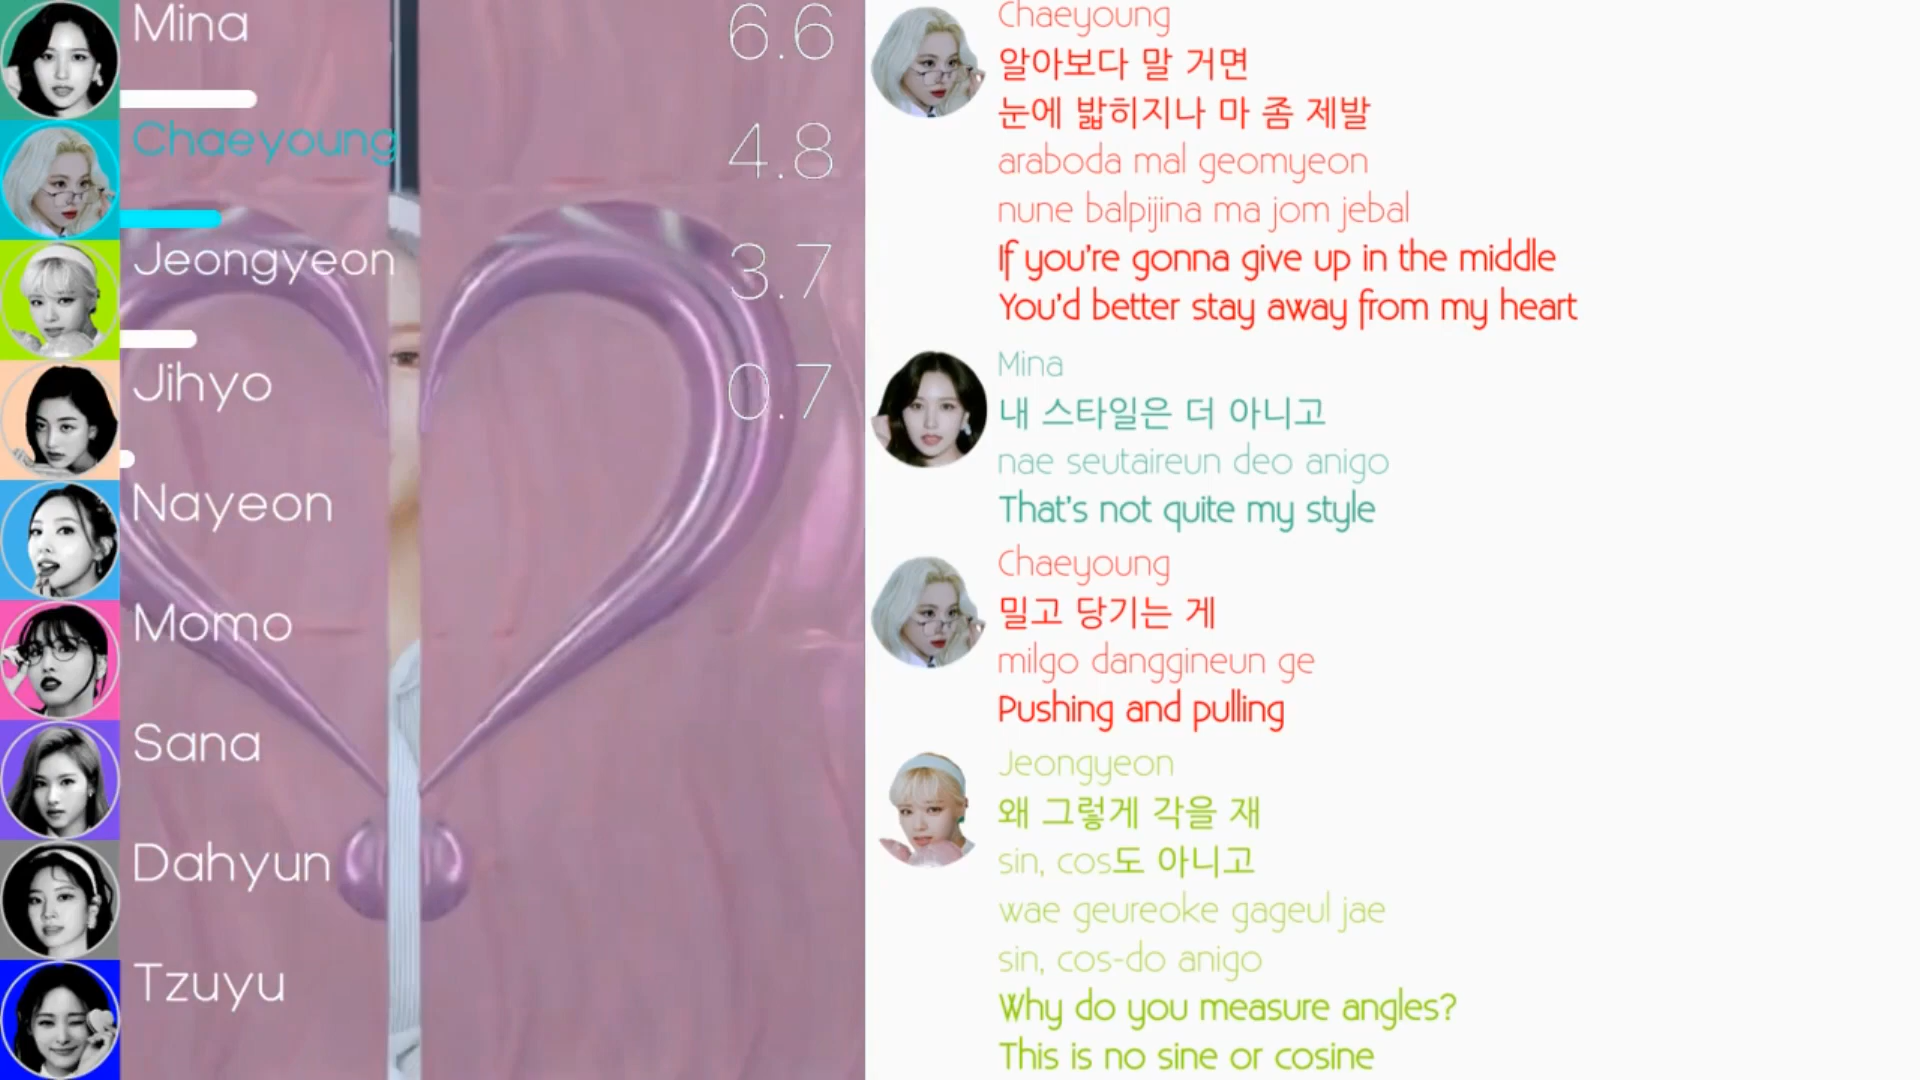 Mina
6.6
Chaeyoung
4.8
Jeongyeon
3.7
Jihyo
0.7
Nayeon
Momo
Sana
Dahyun
Tzuyu
Chaeyoung
알아보다 말 거면
눈에 밟히지나 마 좀 제발
araboda mal geomyeon
nune balpijina ma jom jebal
If you're gonna give up in the middle
You'd better stay away from my heart
Mina
내 스타일은 더 아니고
nae seutaireun deo anigo
That's not quite my style
Chaeyoung
밀고 당기는 게
milgo danggineun ge
Pushing and pulling
Jeongyeon
왜 그렇게 각을 재
sin, cos도 아니고
wae geureoke gageul jae
sin, cos-do anigo
Why do you measure angles?
This is no sine or cosine